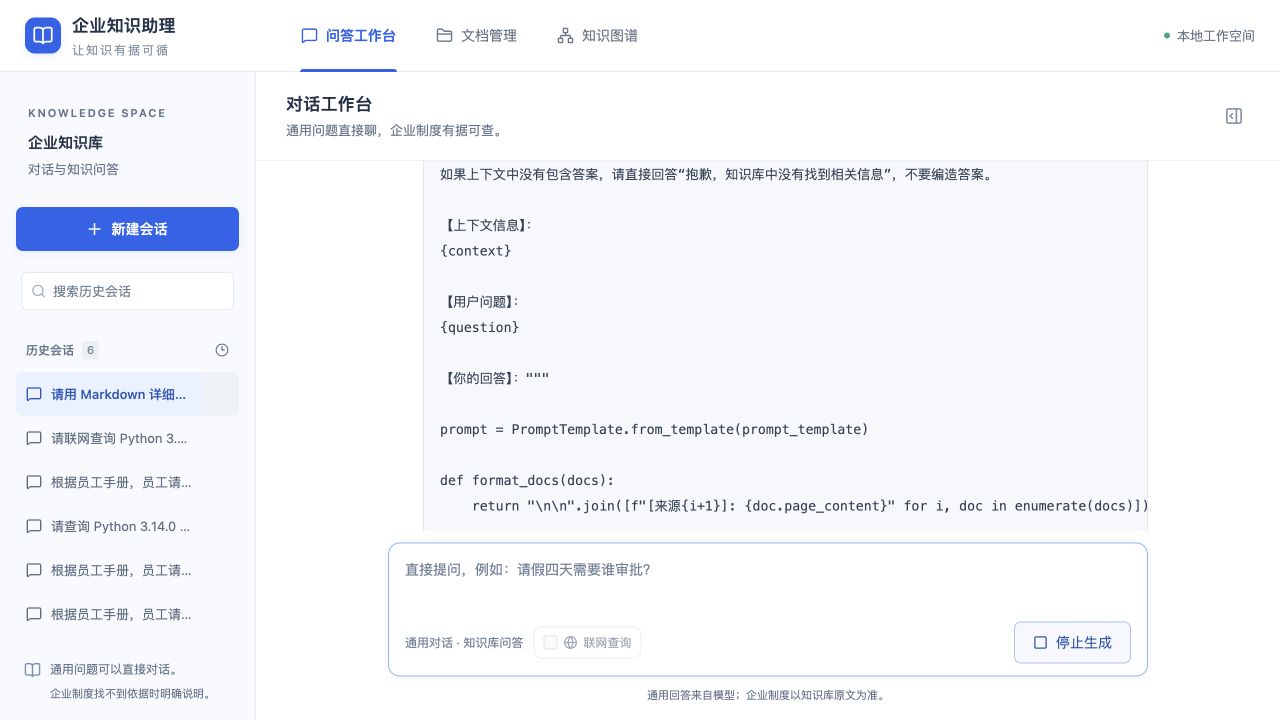 企业知识助理
让知识有据可循
问答工作台
文档管理
知识图谱
本地工作空间
KNOWLEDGE SPACE
企业知识库
对话与知识问答
新建会话
搜索历史会话
历史会话 6
请用 Markdown 详细...
请联网查询 Python 3....
根据员工手册，员工请...
请查询 Python 3.14.0 ...
根据员工手册，员工请...
根据员工手册，员工请...
通用问题可以直接对话。
企业制度找不到依据时明确说明。
对话工作台
通用问题直接聊，企业制度有据可查。
如果上下文中没有包含答案，请直接回答“抱歉，知识库中没有找到相关信息”，不要编造答案。
【上下文信息】：
{context}
【用户问题】：
{question}
【你的回答】："""
prompt = PromptTemplate.from_template(prompt_template)
def format_docs(docs):
    return "\n\n".join([f"[来源{i+1}]: {doc.page_content}" for i, doc in enumerate(docs)])
直接提问，例如：请假四天需要谁审批？
通用对话 · 知识库问答
联网查询
停止生成
通用回答来自模型；企业制度以知识库原文为准。